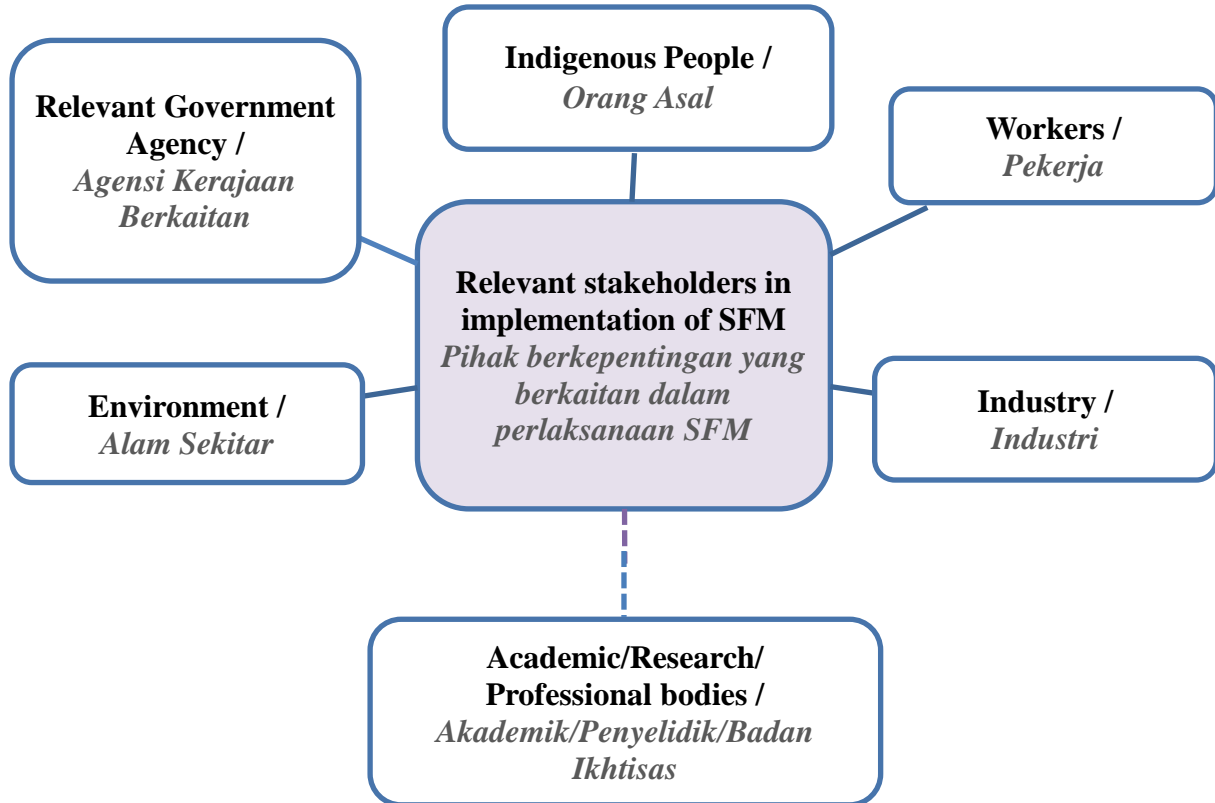 Indigenous People /
Orang Asal
Relevant Government
Agency /
Agensi Kerajaan
Berkaitan
Workers /
Pekerja
Relevant stakeholders in
implementation of SFM
Pihak berkepentingan yang
berkaitan dalam
perlaksanaan SFM
Environment /
Alam Sekitar
Industry /
Industri
Academic/Research/
Professional bodies /
Akademik/Penyelidik/Badan
Ikhtisas